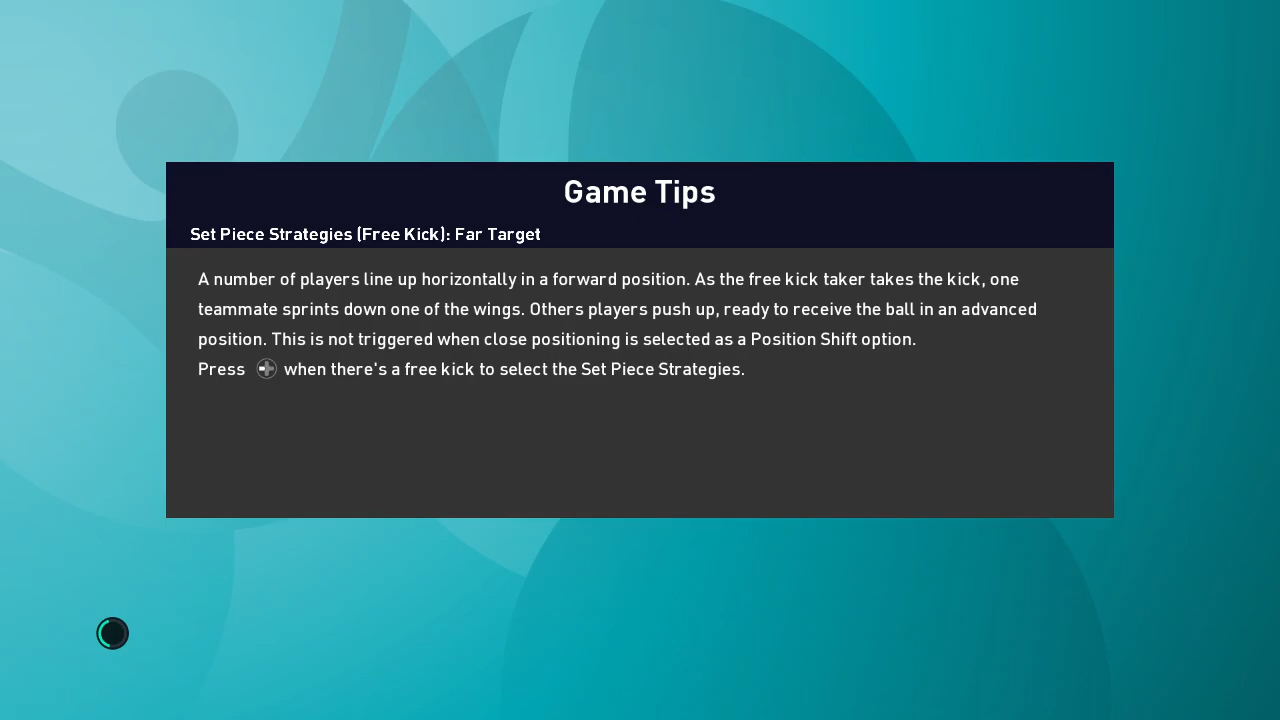 Game Tips
Set Piece Strategies (Free Kick): Far Target
A number of players line up horizontally in a forward position. As the free kick taker takes the kick, one
teammate sprints down one of the wings. Others players push up, ready to receive the ball in an advanced
position. This is not triggered when close positioning is selected as a Position Shift option.
Press when there's a free kick to select the Set Piece Strategies.